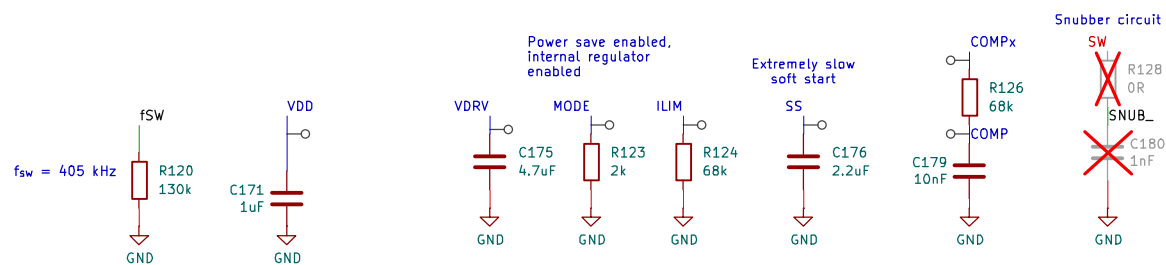 Snubber circuit
Power save enabled,
internal regulator
enabled
COMPx
SW
Extremely slow
soft start
R128
0R
R126
68k
VDD
VDRV
MODE
ILIM
SS
fSW
SNUB_
COMP
C175
4.7uF
R123
2k
R124
68k
C176
2.2uF
C180
1nF
fsw = 405 kHz
R120
130k
C171
1uF
C179
10nF
GND
GND
GND
GND
GND
GND
GND
GND